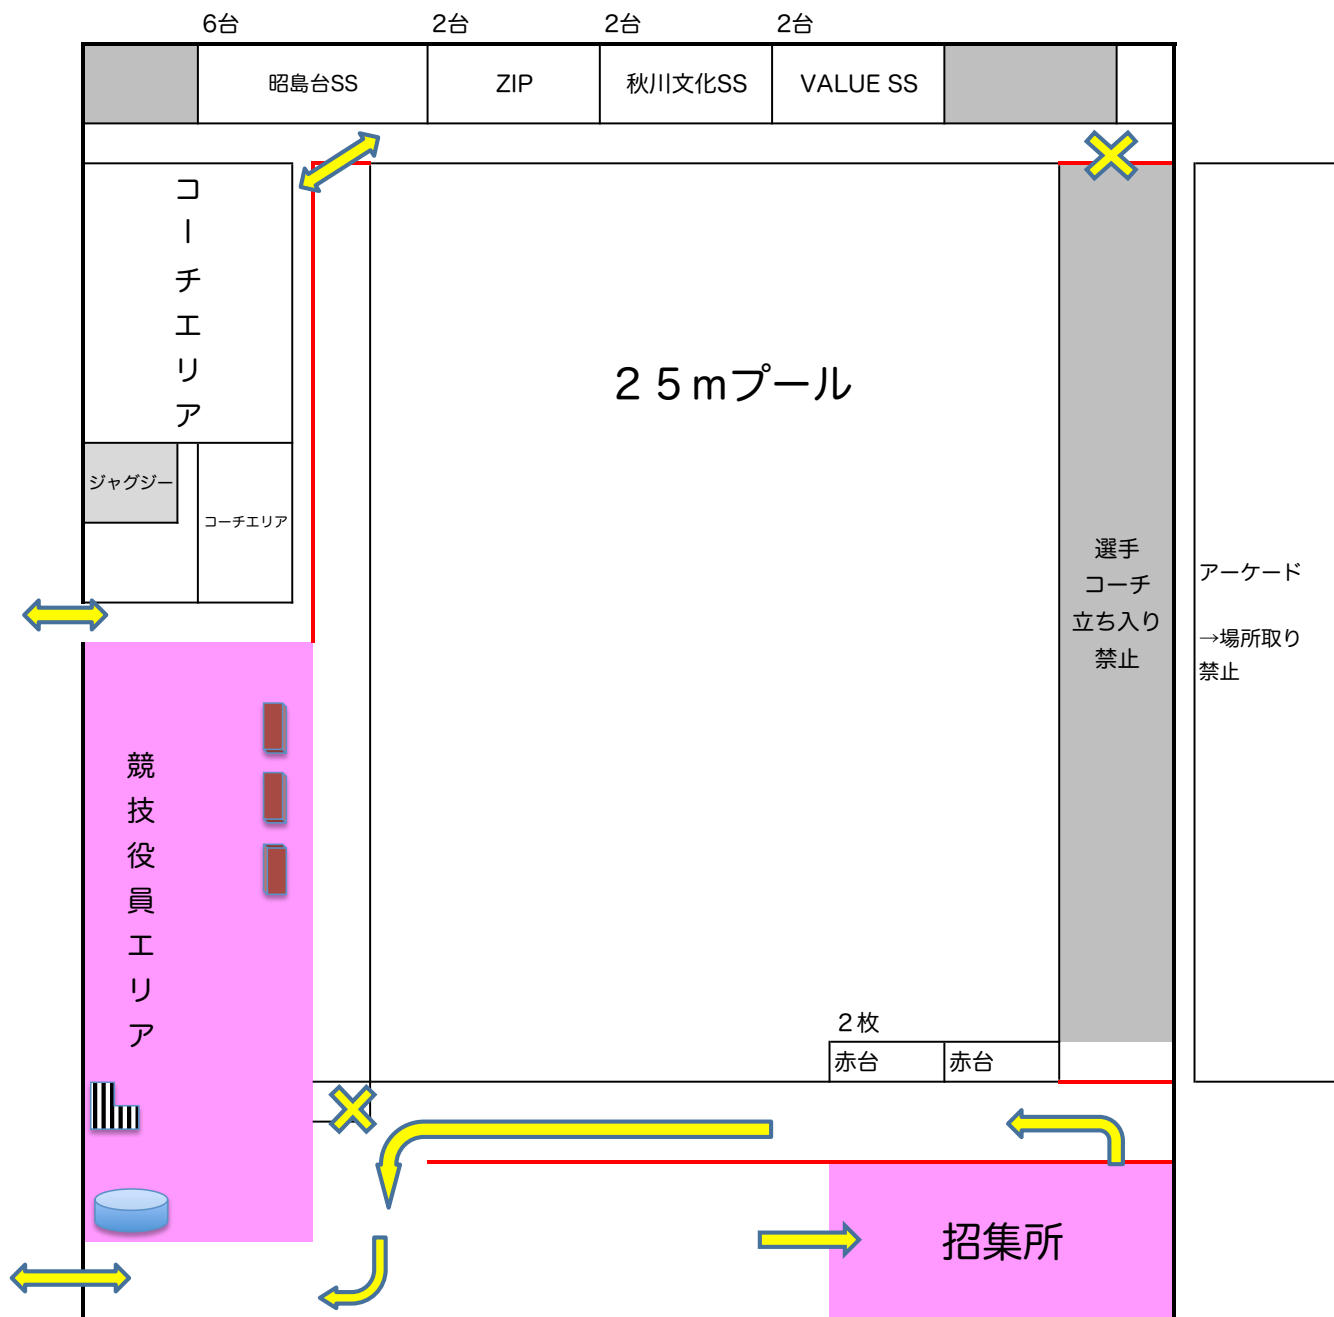 6台 2台 2台 2台
昭島台SS ZIP 秋川文化SS VALUE SS
コーチエリア
２５mプール
ジャグジー
コーチエリア
選手
コーチ
立ち入り
禁止
アーケード
→場所取り
禁止
競技役員エリア
２枚
赤台 赤台
招集所